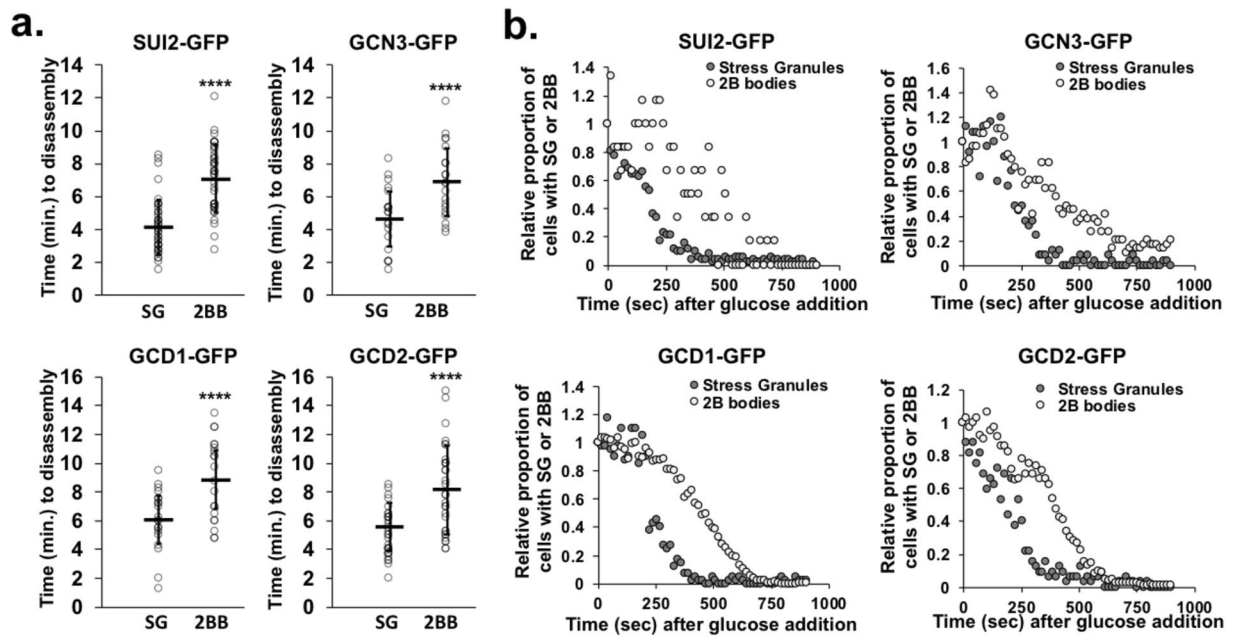 a.
SUI2-GFP
Time (min.) to disassembly
14
12
10
8
6
4
2
0
****
SG 2BB
GCN3-GFP
Time (min.) to disassembly
14
12
10
8
6
4
2
0
****
SG 2BB
GCD1-GFP
Time (min.) to disassembly
16
14
12
10
8
6
4
2
0
****
SG 2BB
GCD2-GFP
Time (min.) to disassembly
16
14
12
10
8
6
4
2
0
****
SG 2BB
b.
SUI2-GFP
Stress Granules
2B bodies
Relative proportion of
cells with SG or 2BB
1.4
1.2
1
0.8
0.6
0.4
0.2
0
0 250 500 750 1000
Time (sec) after glucose addition
GCN3-GFP
Stress Granules
2B bodies
Relative proportion of
cells with SG or 2BB
1.6
1.4
1.2
1
0.8
0.6
0.4
0.2
0
0 250 500 750 1000
Time (sec) after glucose addition
GCD1-GFP
Stress Granules
2B bodies
Relative proportion of
cells with SG or 2BB
1.4
1.2
1
0.8
0.6
0.4
0.2
0
0 250 500 750 1000
Time (sec) after glucose addition
GCD2-GFP
Stress Granules
2B bodies
Relative proportion of
cells with SG or 2BB
1.2
1
0.8
0.6
0.4
0.2
0
0 250 500 750 1000
Time (sec) after glucose addition